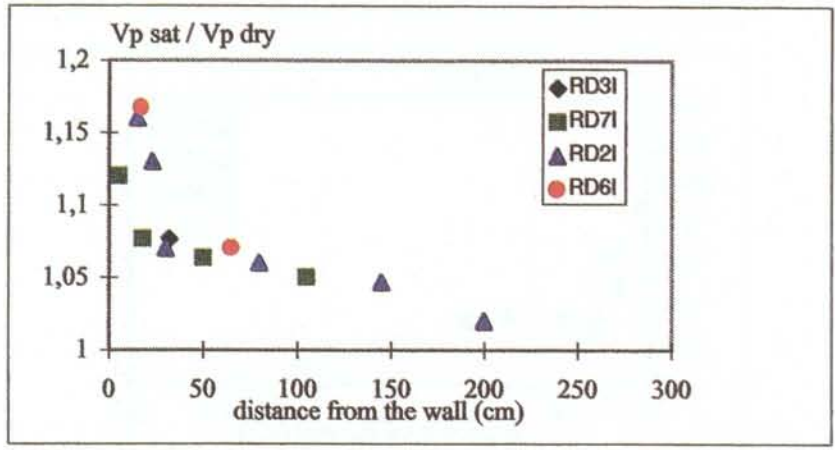 Vp sat / Vp dry
1,2
1,15
1,1
1,05
1
0 50 100 150 200 250 300
distance from the wall (cm)
RD3I
RD7I
RD2I
RD6I